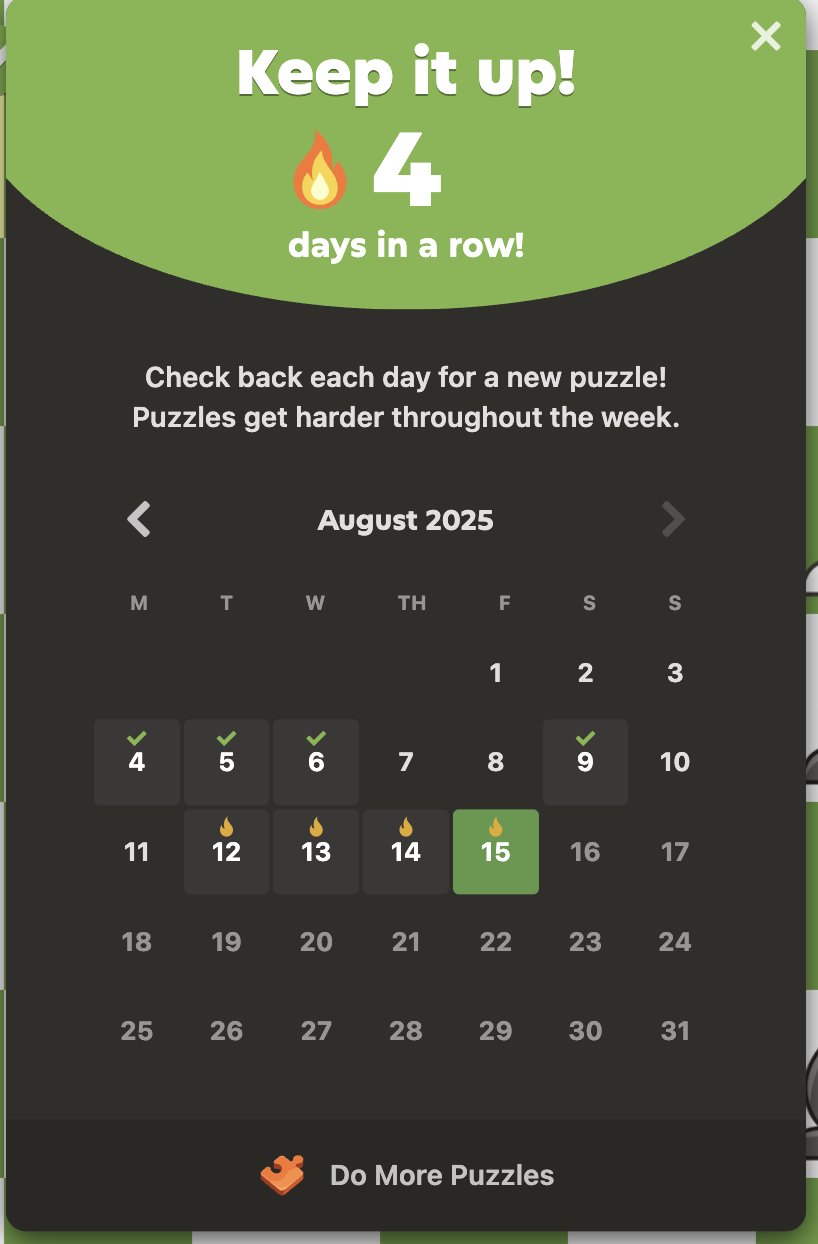 Keep it up!
4
days in a row!
Check back each day for a new puzzle!
Puzzles get harder throughout the week.
August 2025
M T W TH F S S
1 2 3
4 5 6 7 8 9 10
11 12 13 14 15 16 17
18 19 20 21 22 23 24
25 26 27 28 29 30 31
Do More Puzzles